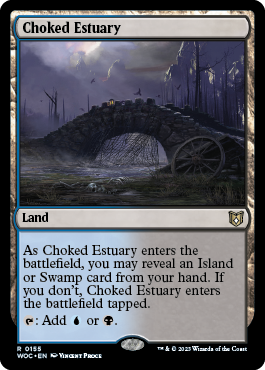 Choked Estuary
Land
As Choked Estuary enters the
battlefield, you may reveal an Island
or Swamp card from your hand. If
you don't, Choked Estuary enters
the battlefield tapped.
: Add or .
R 0155
WOC • EN Vincent Proce
™ & © 2023 Wizards of the Coast